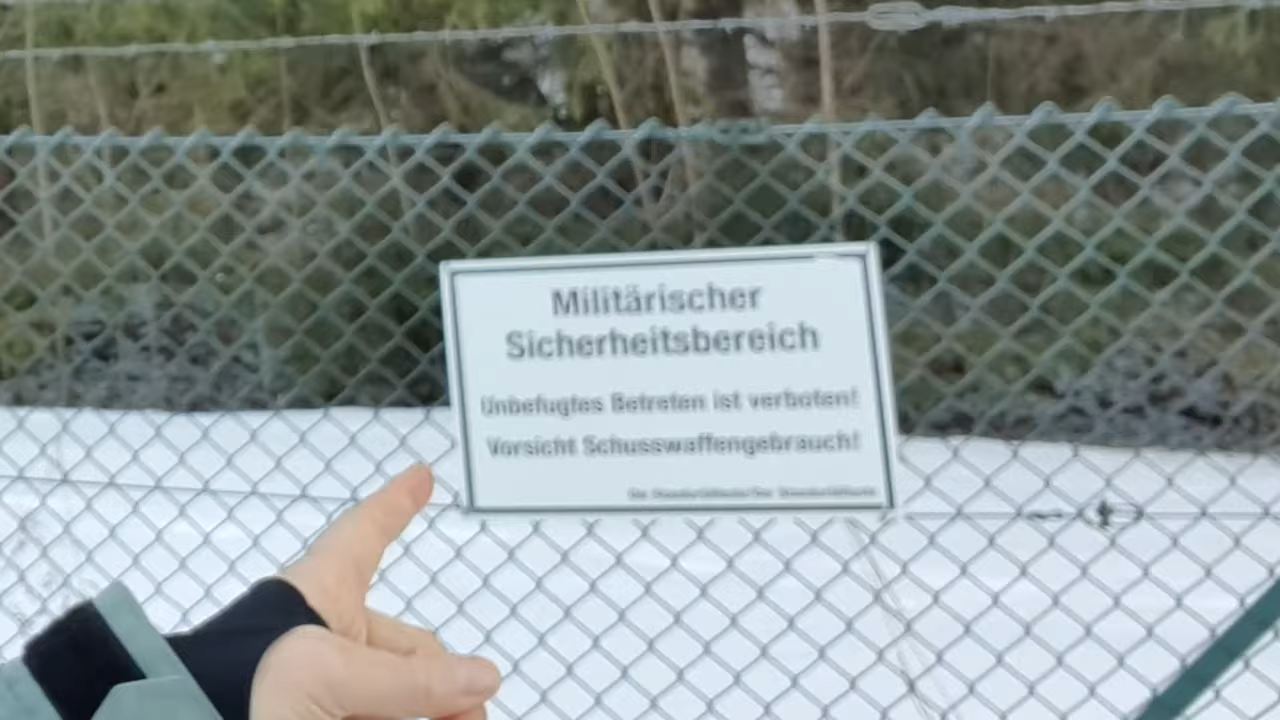 Militärischer
Sicherheitsbereich
Unbefugtes Betreten ist verboten!
Vorsicht Schusswaffengebrauch!